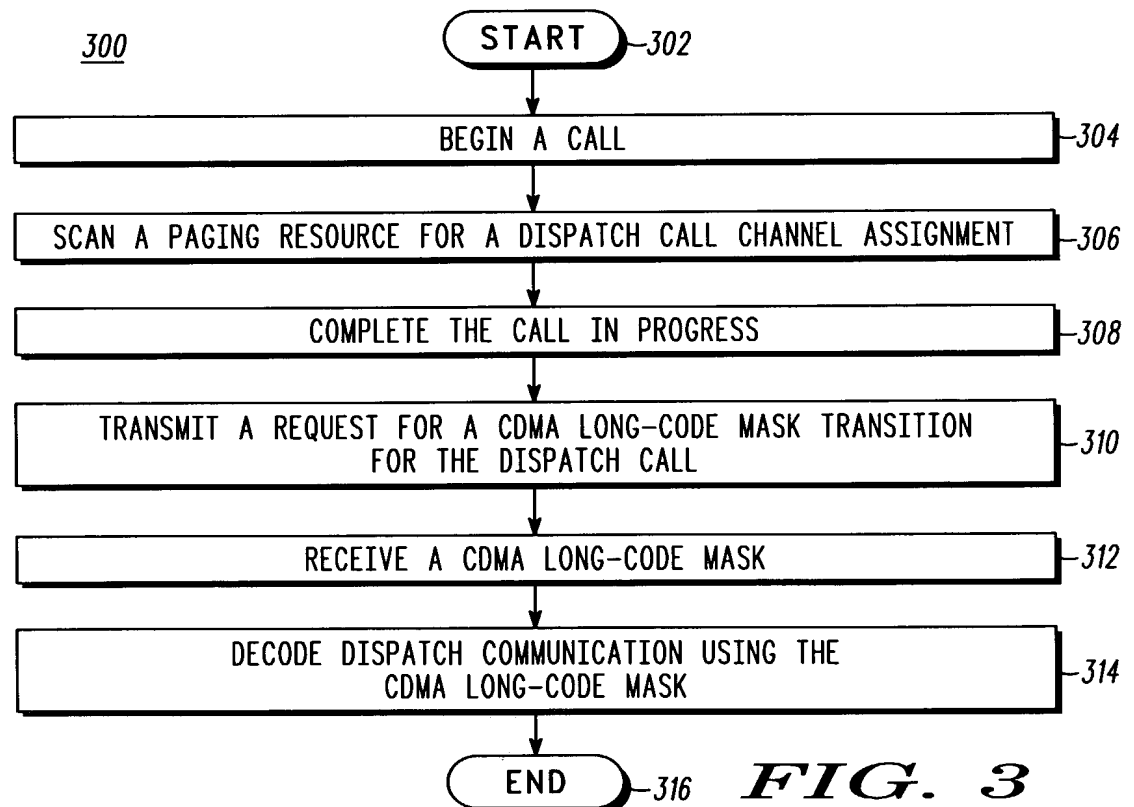 300
START
302
BEGIN A CALL
304
SCAN A PAGING RESOURCE FOR A DISPATCH CALL CHANNEL ASSIGNMENT
306
COMPLETE THE CALL IN PROGRESS
308
TRANSMIT A REQUEST FOR A CDMA LONG-CODE MASK TRANSITION
FOR THE DISPATCH CALL
310
RECEIVE A CDMA LONG-CODE MASK
312
DECODE DISPATCH COMMUNICATION USING THE
CDMA LONG-CODE MASK
314
END
316
FIG. 3